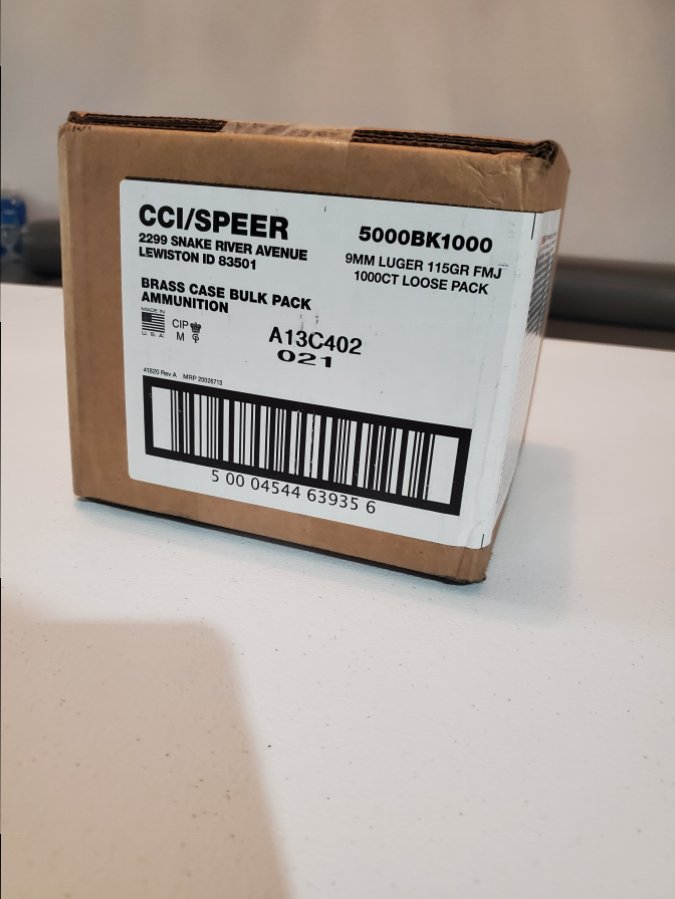 CCI/SPEER
2299 SNAKE RIVER AVENUE
LEWISTON ID 83501
5000BK1000
9MM LUGER 115GR FMJ
1000CT LOOSE PACK
BRASS CASE BULK PACK
AMMUNITION
MADE IN
U.S.A
CIP
M
A13C402
021
41820 Rev A MRP 20028713
5 00 04544 63935 6